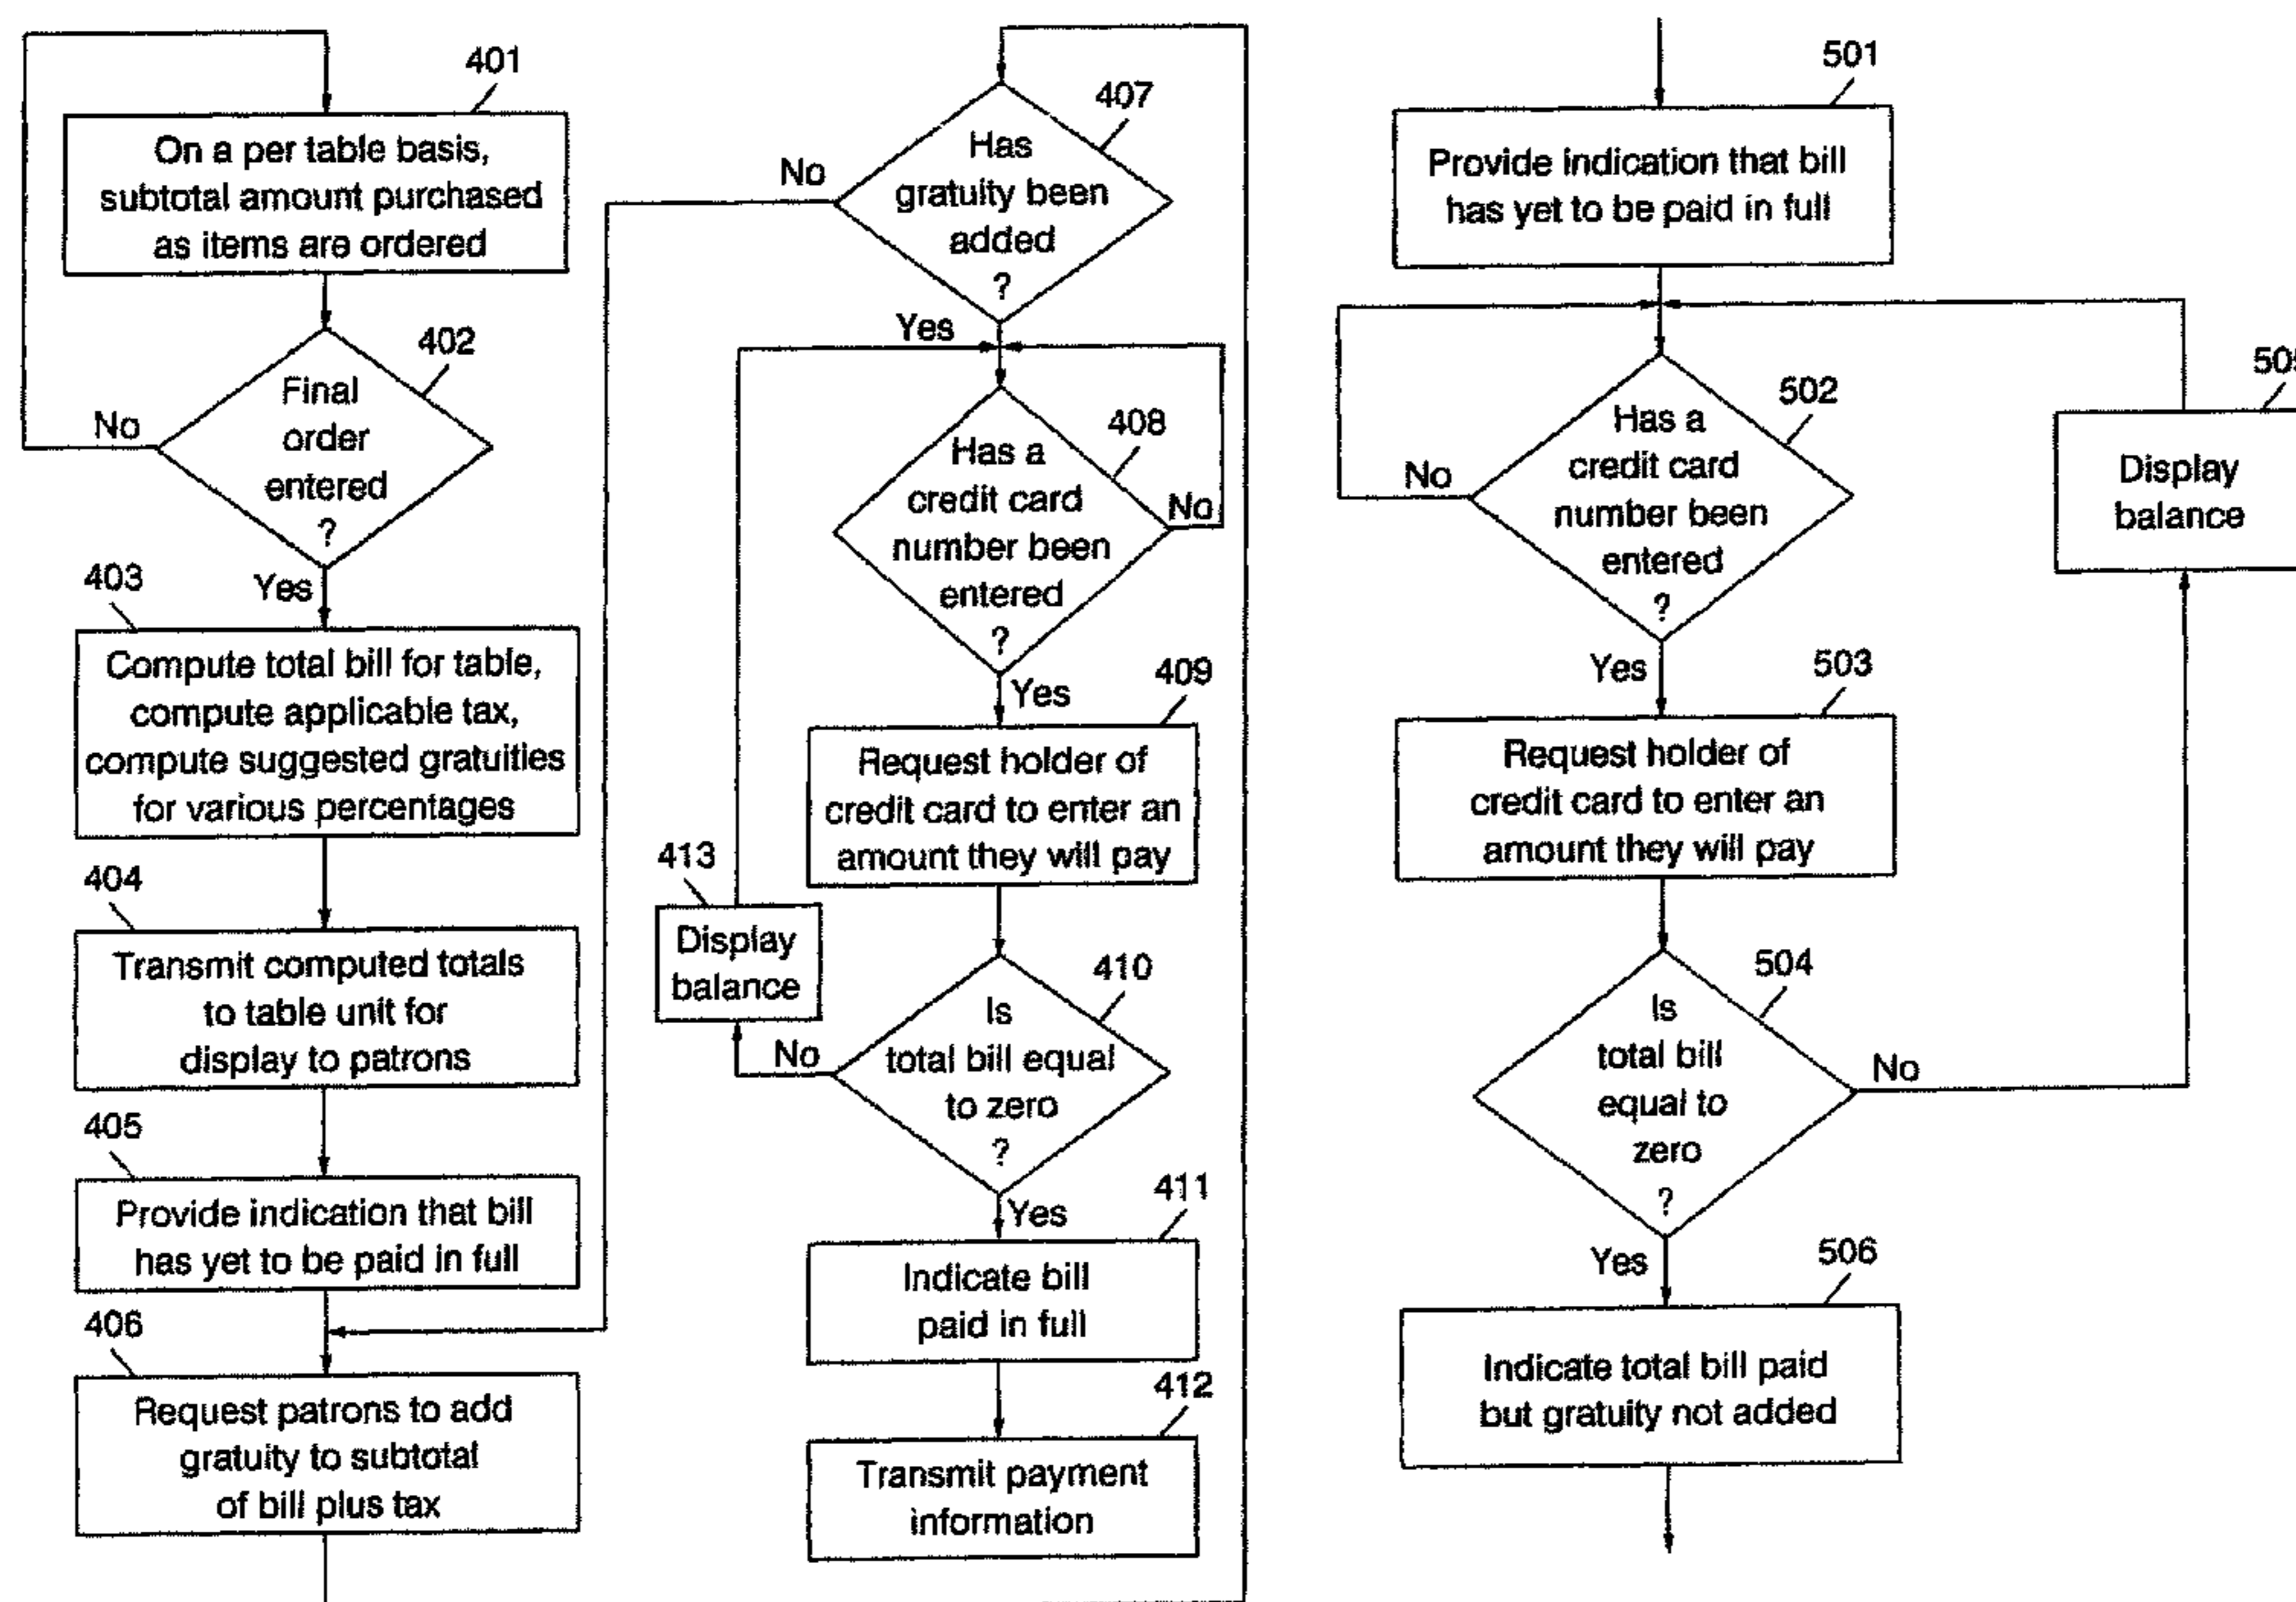 401
On a per table basis,
subtotal amount purchased
as items are ordered
402
Final
order
entered
?
No
Yes
403
Compute total bill for table,
compute applicable tax,
compute suggested gratuities
for various percentages
404
Transmit computed totals
to table unit for
display to patrons
405
Provide indication that bill
has yet to be paid in full
406
Request patrons to add
gratuity to subtotal
of bill plus tax
407
Has
gratuity been
added
?
No
Yes
408
Has a
credit card
number been
entered
?
No
Yes
409
Request holder of
credit card to enter an
amount they will pay
413
Display
balance
410
Is
total bill equal
to zero
?
No
Yes
411
Indicate bill
paid in full
412
Transmit payment
information
501
Provide indication that bill
has yet to be paid in full
502
Has a
credit card
number been
entered
?
No
Yes
Display
balance
503
Request holder of
credit card to enter an
amount they will pay
504
Is
total bill
equal to
zero
?
No
Yes
506
Indicate total bill paid
but gratuity not added